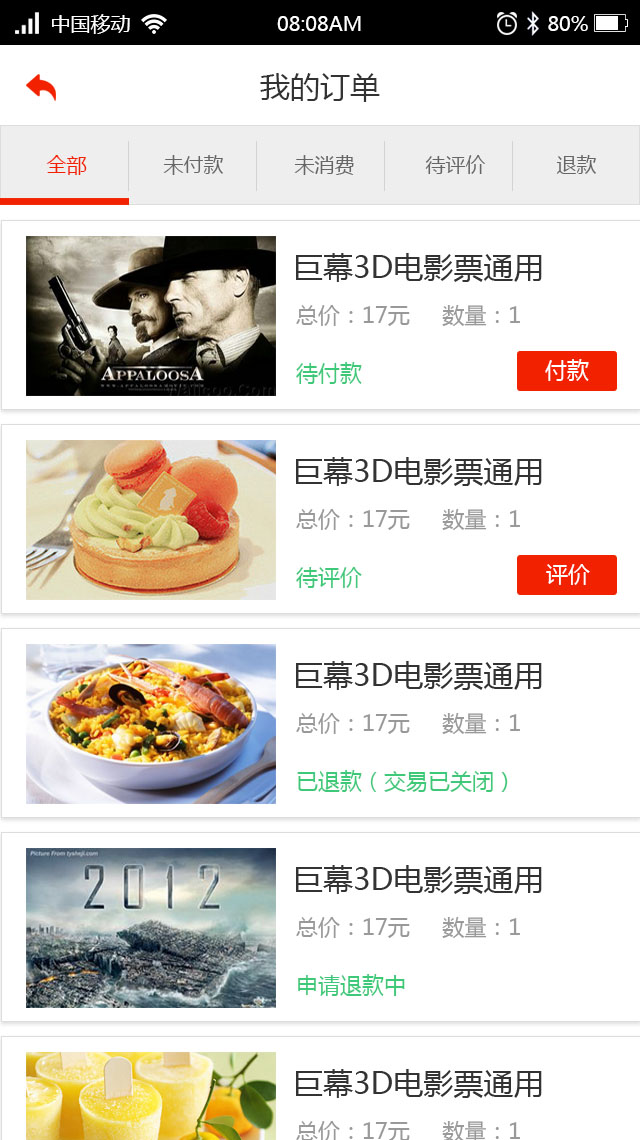 中国移动 08:08AM 80%
我的订单
全部 未付款 未消费 待评价 退款
APPALOOSA
巨幕3D电影票通用
总价：17元 数量：1
待付款 付款
巨幕3D电影票通用
总价：17元 数量：1
待评价 评价
巨幕3D电影票通用
总价：17元 数量：1
已退款（交易已关闭）
Picture From tysheji.com
2012
巨幕3D电影票通用
总价：17元 数量：1
申请退款中
巨幕3D电影票通用
总价：17元 数量：1